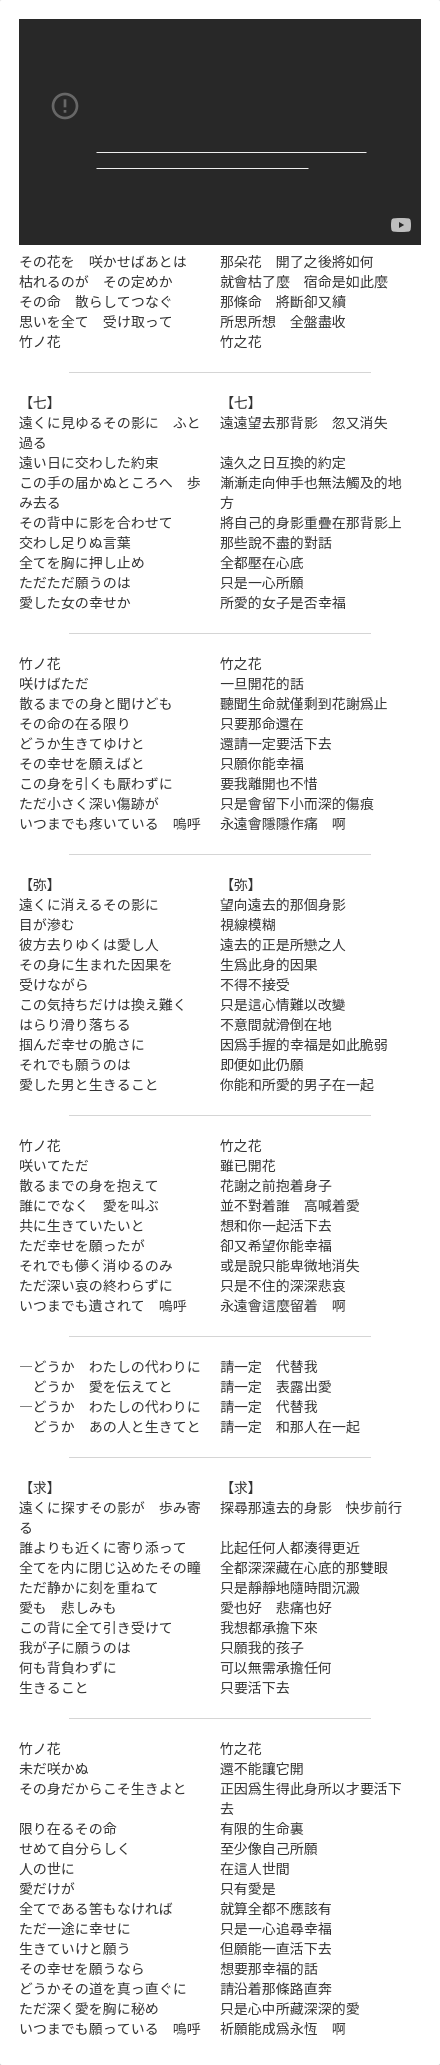 その花を　咲かせばあとは　那朵花　開了之後將如何
枯れるのが　その定めか　就會枯了麼　宿命是如此麼
その命　散らしてつなぐ　那條命　將斷卻又續
思いを全て　受け取って　所思所想　全盤盡收
竹ノ花　竹之花
【七】　【七】
遠くに見ゆるその影に　ふと　遠遠望去那背影　忽又消失
過る
遠い日に交わした約束　遠久之日互換的約定
この手の届かぬところへ　歩　漸漸走向伸手也無法觸及的地
み去る　方
その背中に影を合わせて　將自己的身影重疊在那背影上
交わし足りぬ言葉　那些說不盡的對話
全てを胸に押し止め　全都壓在心底
ただただ願うのは　只是一心所願
愛した女の幸せか　所愛的女子是否幸福
竹ノ花　竹之花
咲けばただ　一旦開花的話
散るまでの身と聞けども　聽聞生命就僅剩到花謝爲止
その命の在る限り　只要那命還在
どうか生きてゆけと　還請一定要活下去
その幸せを願えばと　只願你能幸福
この身を引くも厭わずに　要我離開也不惜
ただ小さく深い傷跡が　只是會留下小而深的傷痕
いつまでも疼いている　嗚呼　永遠會隱隱作痛　啊
【弥】　【弥】
遠くに消えるその影に　望向遠去的那個身影
目が滲む　視線模糊
彼方去りゆくは愛し人　遠去的正是所戀之人
その身に生まれた因果を　生爲此身的因果
受けながら　不得不接受
この気持ちだけは換え難く　只是這心情難以改變
はらり滑り落ちる　不意間就滑倒在地
掴んだ幸せの脆さに　因爲手握的幸福是如此脆弱
それでも願うのは　即便如此仍願
愛した男と生きること　你能和所愛的男子在一起
竹ノ花　竹之花
咲いてただ　雖已開花
散るまでの身を抱えて　花謝之前抱着身子
誰にでなく　愛を叫ぶ　並不對着誰　高喊着愛
共に生きていたいと　想和你一起活下去
ただ幸せを願ったが　卻又希望你能幸福
それでも儚く消ゆるのみ　或是說只能卑微地消失
ただ深い哀の終わらずに　只是不住的深深悲哀
いつまでも遺されて　嗚呼　永遠會這麼留着　啊
―どうか　わたしの代わりに　請一定　代替我
　どうか　愛を伝えてと　請一定　表露出愛
―どうか　わたしの代わりに　請一定　代替我
　どうか　あの人と生きてと　請一定　和那人在一起
【求】　【求】
遠くに探すその影が　歩み寄　探尋那遠去的身影　快步前行
る
誰よりも近くに寄り添って　比起任何人都湊得更近
全てを内に閉じ込めたその瞳　全都深深藏在心底的那雙眼
ただ静かに刻を重ねて　只是靜靜地隨時間沉澱
愛も　悲しみも　愛也好　悲痛也好
この背に全て引き受けて　我想都承擔下來
我が子に願うのは　只願我的孩子
何も背負わずに　可以無需承擔任何
生きること　只要活下去
竹ノ花　竹之花
未だ咲かぬ　還不能讓它開
その身だからこそ生きよと　正因爲生得此身所以才要活下
去
限り在るその命　有限的生命裏
せめて自分らしく　至少像自己所願
人の世に　在這人世間
愛だけが　只有愛是
全てである筈もなければ　就算全都不應該有
ただ一途に幸せに　只是一心追尋幸福
生きていけと願う　但願能一直活下去
その幸せを願うなら　想要那幸福的話
どうかその道を真っ直ぐに　請沿着那條路直奔
ただ深く愛を胸に秘め　只是心中所藏深深的愛
いつまでも願っている　嗚呼　祈願能成爲永恆　啊